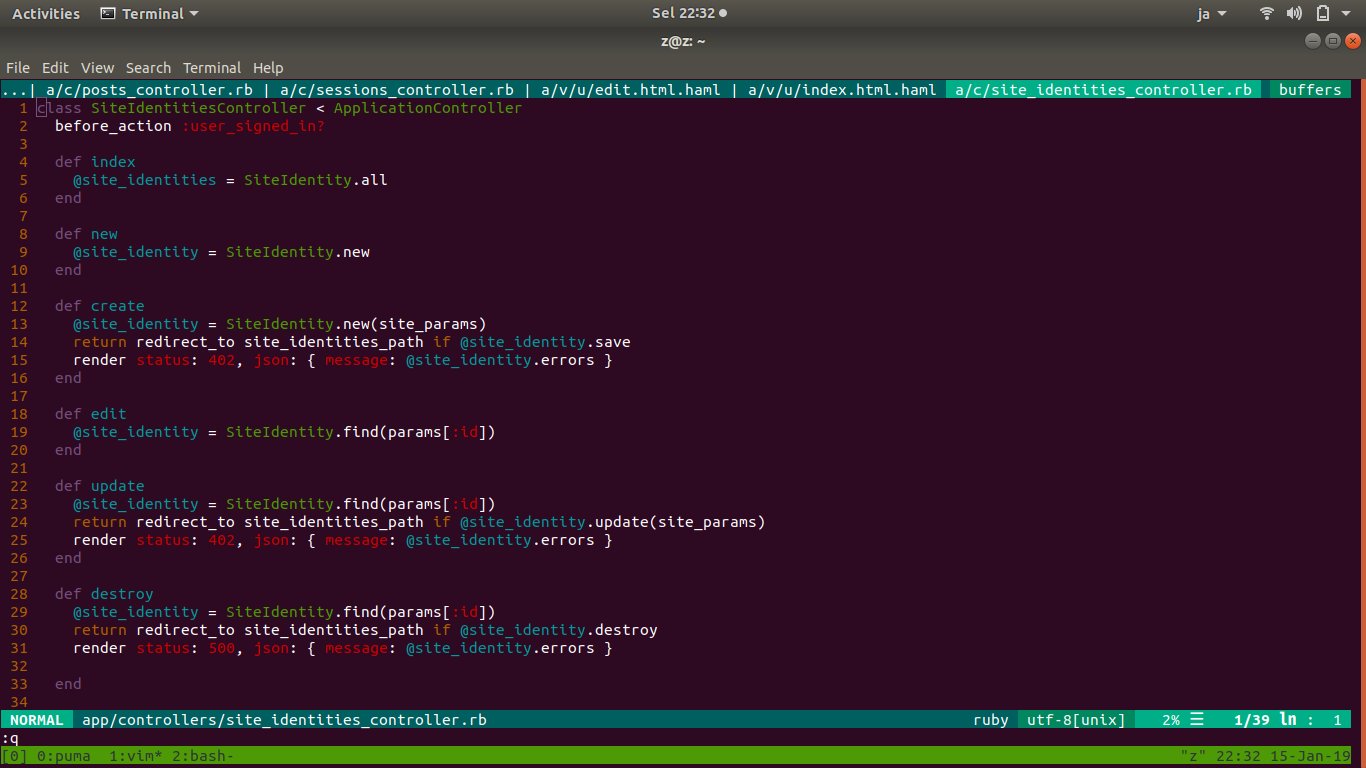 Activities Terminal Sel 22:32 ja
z@z: ~
File Edit View Search Terminal Help
...| a/c/posts_controller.rb | a/c/sessions_controller.rb | a/v/u/edit.html.haml | a/v/u/index.html.haml a/c/site_identities_controller.rb buffers
1 class SiteIdentitiesController < ApplicationController
2   before_action :user_signed_in?
3
4   def index
5     @site_identities = SiteIdentity.all
6   end
7
8   def new
9     @site_identity = SiteIdentity.new
10   end
11
12   def create
13     @site_identity = SiteIdentity.new(site_params)
14     return redirect_to site_identities_path if @site_identity.save
15     render status: 402, json: { message: @site_identity.errors }
16   end
17
18   def edit
19     @site_identity = SiteIdentity.find(params[:id])
20   end
21
22   def update
23     @site_identity = SiteIdentity.find(params[:id])
24     return redirect_to site_identities_path if @site_identity.update(site_params)
25     render status: 402, json: { message: @site_identity.errors }
26   end
27
28   def destroy
29     @site_identity = SiteIdentity.find(params[:id])
30     return redirect_to site_identities_path if @site_identity.destroy
31     render status: 500, json: { message: @site_identity.errors }
32
33   end
34
NORMAL app/controllers/site_identities_controller.rb ruby utf-8[unix] 2% ☰ 1/39 ln : 1
:q
[0] 0:puma 1:vim* 2:bash- "z" 22:32 15-Jan-19